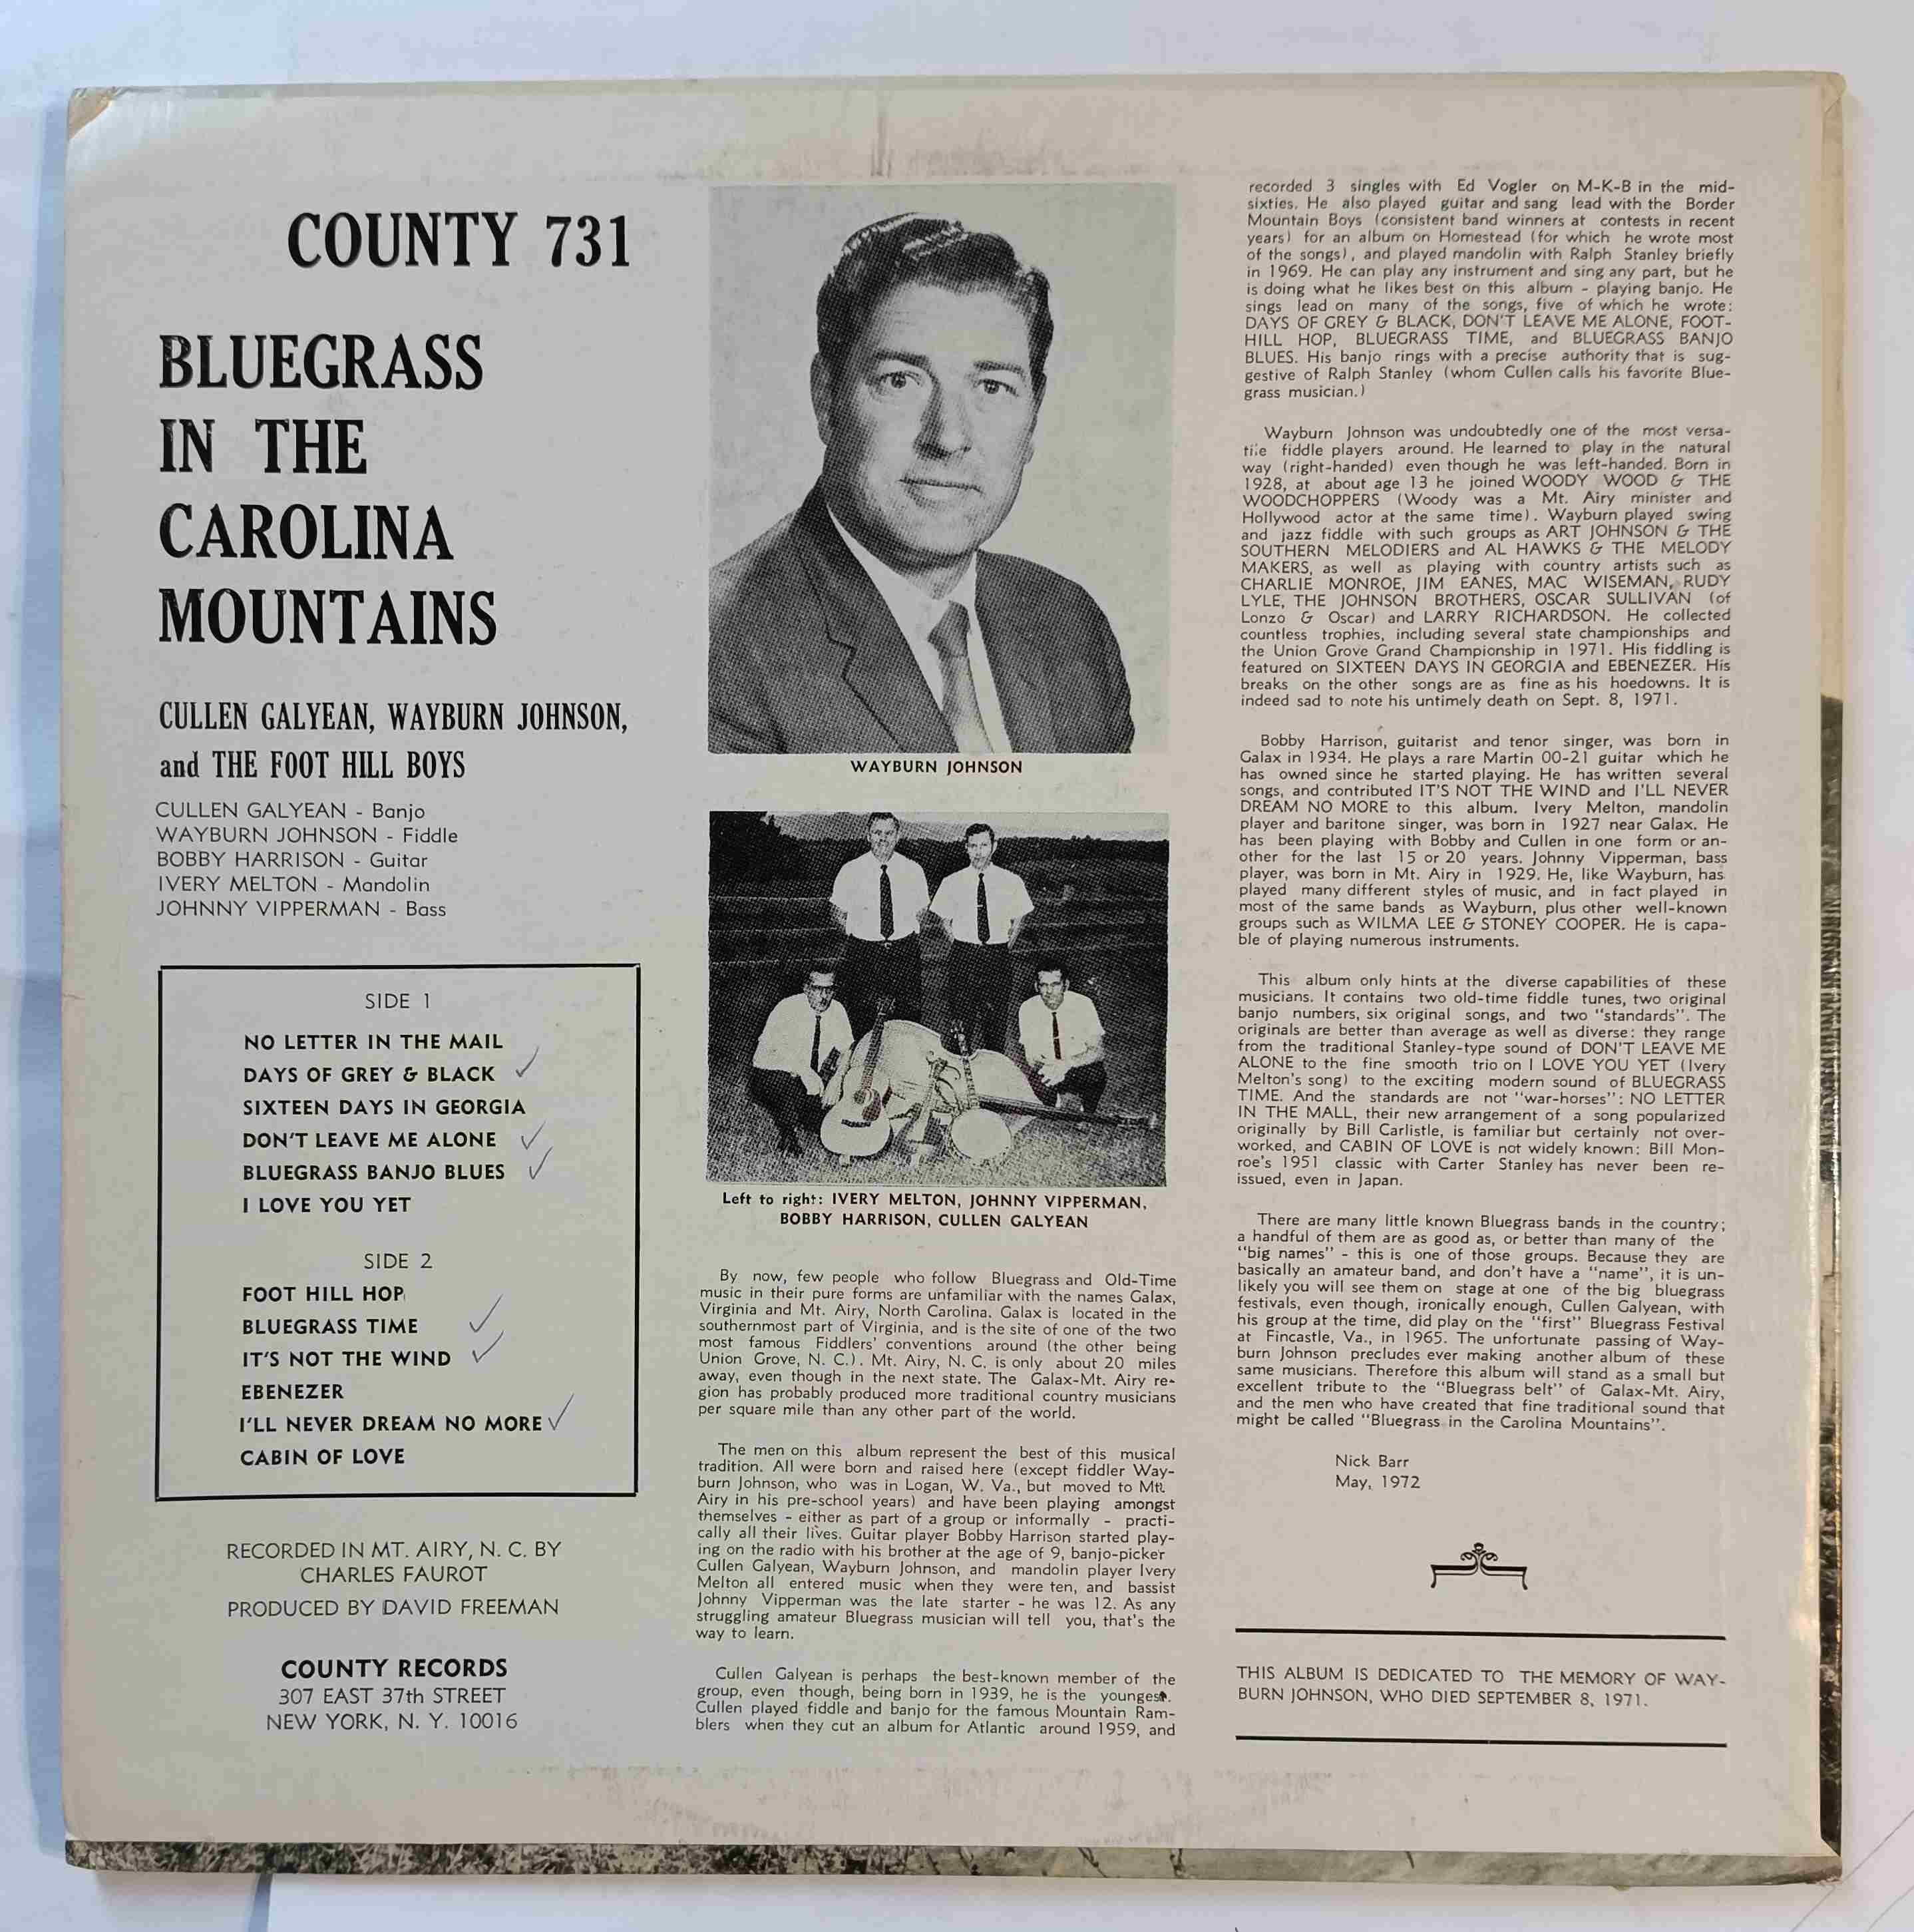 COUNTY 731
BLUEGRASS
IN THE
CAROLINA
MOUNTAINS
CULLEN GALYEAN, WAYBURN JOHNSON,
and THE FOOT HILL BOYS
CULLEN GALYEAN - Banjo
WAYBURN JOHNSON - Fiddle
BOBBY HARRISON - Guitar
IVERY MELTON - Mandolin
JOHNNY VIPPERMAN - Bass
SIDE 1
NO LETTER IN THE MAIL
DAYS OF GREY & BLACK
SIXTEEN DAYS IN GEORGIA
DON'T LEAVE ME ALONE
BLUEGRASS BANJO BLUES
I LOVE YOU YET
SIDE 2
FOOT HILL HOP
BLUEGRASS TIME
IT'S NOT THE WIND
EBENEZER
I'LL NEVER DREAM NO MORE
CABIN OF LOVE
RECORDED IN MT. AIRY, N. C. BY
CHARLES FAUROT
PRODUCED BY DAVID FREEMAN
COUNTY RECORDS
307 EAST 37th STREET
NEW YORK, N. Y. 10016
WAYBURN JOHNSON
Left to right: IVERY MELTON, JOHNNY VIPPERMAN,
BOBBY HARRISON, CULLEN GALYEAN
By now, few people who follow Bluegrass and Old-Time
music in their pure forms are unfamiliar with the names Galax,
Virginia and Mt. Airy, North Carolina. Galax is located in the
southernmost part of Virginia, and is the site of one of the two
most famous Fiddlers' conventions around (the other being
Union Grove, N. C.). Mt. Airy, N. C. is only about 20 miles
away, even though in the next state. The Galax-Mt. Airy re-
gion has probably produced more traditional country musicians
per square mile than any other part of the world.
The men on this album represent the best of this musical
tradition. All were born and raised here (except fiddler Way-
burn Johnson, who was in Logan, W. Va., but moved to Mt.
Airy in his pre-school years) and have been playing amongst
themselves - either as part of a group or informally - practi-
cally all their lives. Guitar player Bobby Harrison started play-
ing on the radio with his brother at the age of 9, banjo-picker
Cullen Galyean, Wayburn Johnson, and mandolin player Ivery
Melton all entered music when they were ten, and bassist
Johnny Vipperman was the late starter - he was 12. As any
struggling amateur Bluegrass musician will tell you, that's the
way to learn.
Cullen Galyean is perhaps the best-known member of the
group, even though, being born in 1939, he is the youngest.
Cullen played fiddle and banjo for the famous Mountain Ram-
blers when they cut an album for Atlantic around 1959, and
recorded 3 singles with Ed Vogler on M-K-B in the mid-
sixties. He also played guitar and sang lead with the Border
Mountain Boys (consistent band winners at contests in recent
years) for an album on Homestead (for which he wrote most
of the songs), and played mandolin with Ralph Stanley briefly
in 1969. He can play any instrument and sing any part, but he
is doing what he likes best on this album - playing banjo. He
sings lead on many of the songs, five of which he wrote:
DAYS OF GREY & BLACK, DON'T LEAVE ME ALONE, FOOT-
HILL HOP, BLUEGRASS TIME, and BLUEGRASS BANJO
BLUES. His banjo rings with a precise authority that is sug-
gestive of Ralph Stanley (whom Cullen calls his favorite Blue-
grass musician.)
Wayburn Johnson was undoubtedly one of the most versa-
tile fiddle players around. He learned to play in the natural
way (right-handed) even though he was left-handed. Born in
1928, at about age 13 he joined WOODY WOOD & THE
WOODCHOPPERS (Woody was a Mt. Airy minister and
Hollywood actor at the same time). Wayburn played swing
and jazz fiddle with such groups as ART JOHNSON & THE
SOUTHERN MELODIERS and AL HAWKS & THE MELODY
MAKERS, as well as playing with country artists such as
CHARLIE MONROE, JIM EANES, MAC WISEMAN, RUDY
LYLE, THE JOHNSON BROTHERS, OSCAR SULLIVAN (of
Lonzo & Oscar) and LARRY RICHARDSON. He collected
countless trophies, including several state championships and
the Union Grove Grand Championship in 1971. His fiddling is
featured on SIXTEEN DAYS IN GEORGIA and EBENEZER. His
breaks on the other songs are as fine as his hoedowns. It is
indeed sad to note his untimely death on Sept. 8, 1971.
Bobby Harrison, guitarist and tenor singer, was born in
Galax in 1934. He plays a rare Martin 00-21 guitar which he
has owned since he started playing. He has written several
songs, and contributed IT'S NOT THE WIND and I'LL NEVER
DREAM NO MORE to this album. Ivery Melton, mandolin
player and baritone singer, was born in 1927 near Galax. He
has been playing with Bobby and Cullen in one form or an-
other for the last 15 or 20 years. Johnny Vipperman, bass
player, was born in Mt. Airy in 1929. He, like Wayburn, has
played many different styles of music, and in fact played in
most of the same bands as Wayburn, plus other well-known
groups such as WILMA LEE & STONEY COOPER. He is capa-
ble of playing numerous instruments.
This album only hints at the diverse capabilities of these
musicians. It contains two old-time fiddle tunes, two original
banjo numbers, six original songs, and two "standards". The
originals are better than average as well as diverse: they range
from the traditional Stanley-type sound of DON'T LEAVE ME
ALONE to the fine smooth trio on I LOVE YOU YET (Ivery
Melton's song) to the exciting modern sound of BLUEGRASS
TIME. And the standards are not "war-horses": NO LETTER
IN THE MALL, their new arrangement of a song popularized
originally by Bill Carlistle, is familiar but certainly not over-
worked, and CABIN OF LOVE is not widely known: Bill Mon-
roe's 1951 classic with Carter Stanley has never been re-
issued, even in Japan.
There are many little known Bluegrass bands in the country;
a handful of them are as good as, or better than many of the
"big names" - this is one of those groups. Because they are
basically an amateur band, and don't have a "name", it is un-
likely you will see them on stage at one of the big bluegrass
festivals, even though, ironically enough, Cullen Galyean, with
his group at the time, did play on the "first" Bluegrass Festival
at Fincastle, Va., in 1965. The unfortunate passing of Way-
burn Johnson precludes ever making another album of these
same musicians. Therefore this album will stand as a small but
excellent tribute to the "Bluegrass belt" of Galax-Mt. Airy,
and the men who have created that fine traditional sound that
might be called "Bluegrass in the Carolina Mountains".
Nick Barr
May, 1972
THIS ALBUM IS DEDICATED TO THE MEMORY OF WAY-
BURN JOHNSON, WHO DIED SEPTEMBER 8, 1971.